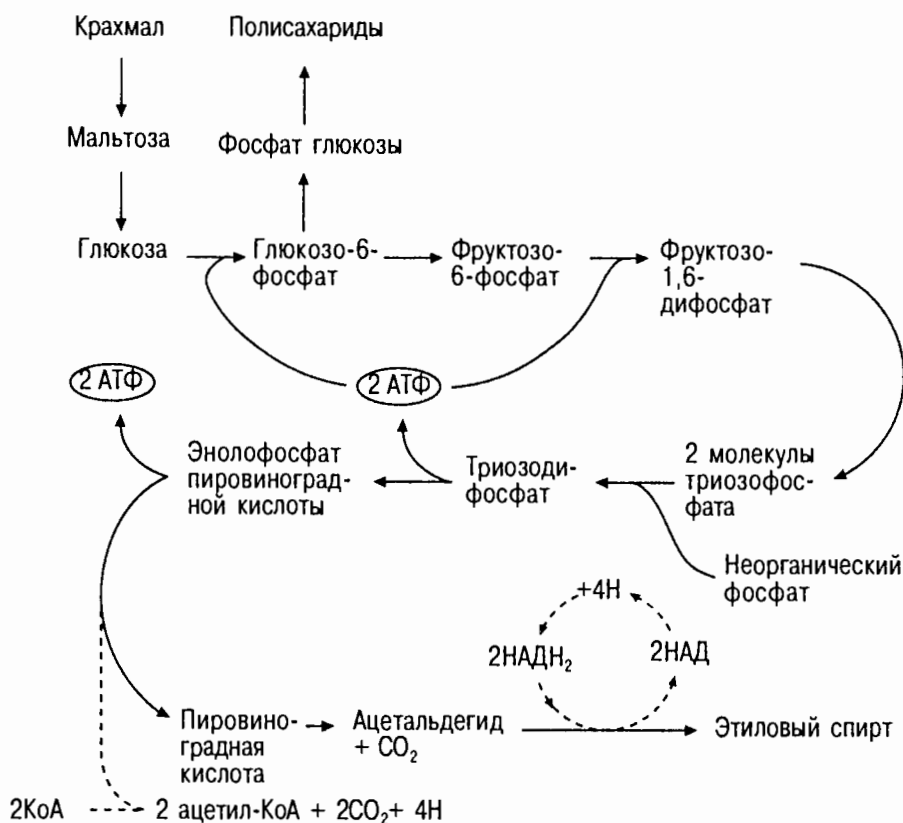 Крахмал
Полисахариды
Мальтоза
Фосфат глюкозы
Глюкоза
Глюкозо-6-
фосфат
Фруктозо-
6-фосфат
Фруктозо-
1,6-
дифосфат
2 АТФ
2 АТФ
Энолофосфат
пировиноград-
ной кислоты
Триозоди-
фосфат
2 молекулы
триозофос-
фата
Неорганический
фосфат
+4Н
2НАДН₂
2НАД
Пировино-
градная
кислота
Ацетальдегид
+ CO₂
Этиловый спирт
2КоА
2 ацетил-КоА + 2CO₂+ 4Н